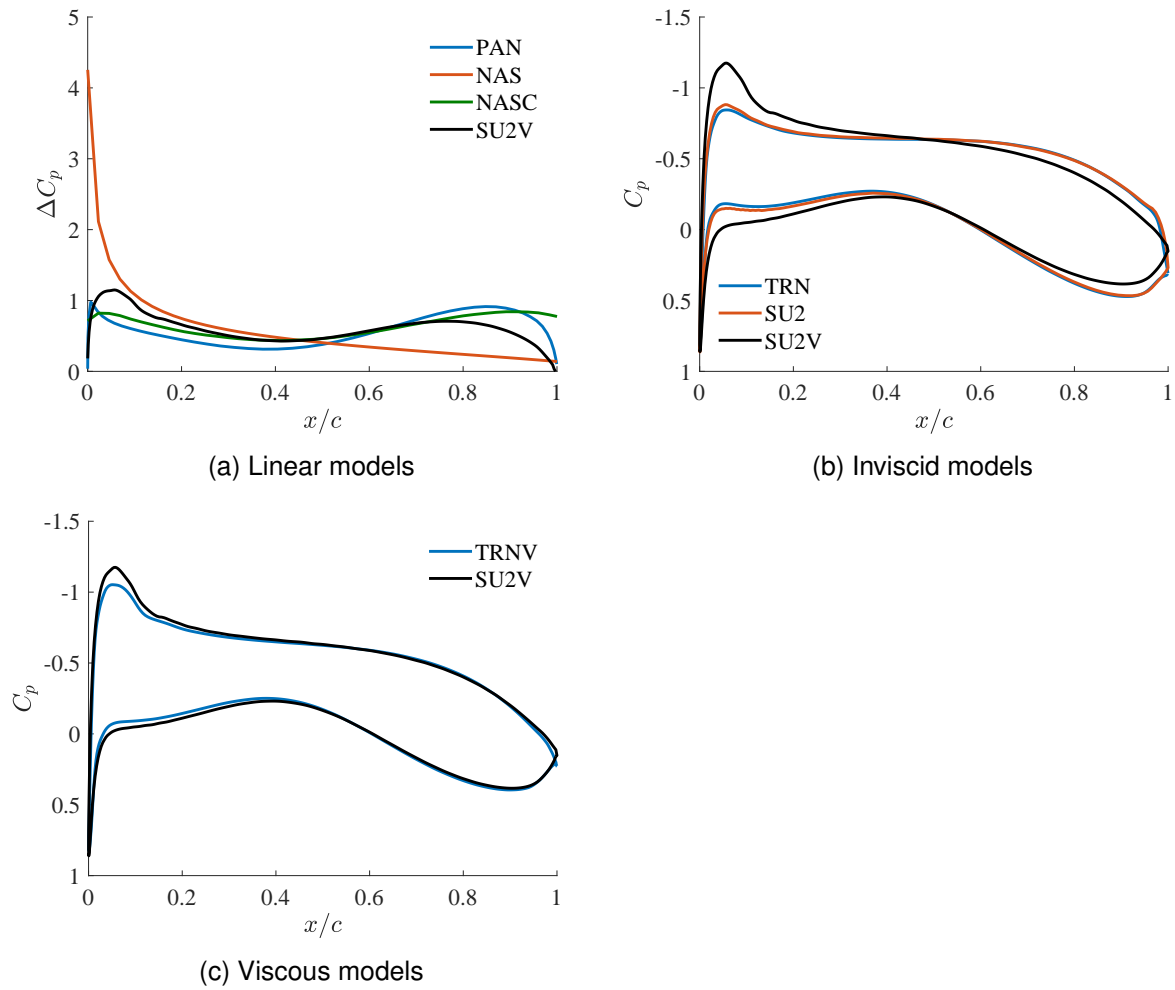 5
4
3
2
1
0
ΔC_p
PAN
NAS
NASC
SU2V
0 0.2 0.4 0.6 0.8 1
x/c
(a) Linear models
-1.5
-1
-0.5
0
0.5
1
C_p
TRN
SU2
SU2V
0 0.2 0.4 0.6 0.8 1
x/c
(b) Inviscid models
-1.5
-1
-0.5
0
0.5
1
C_p
TRNV
SU2V
0 0.2 0.4 0.6 0.8 1
x/c
(c) Viscous models